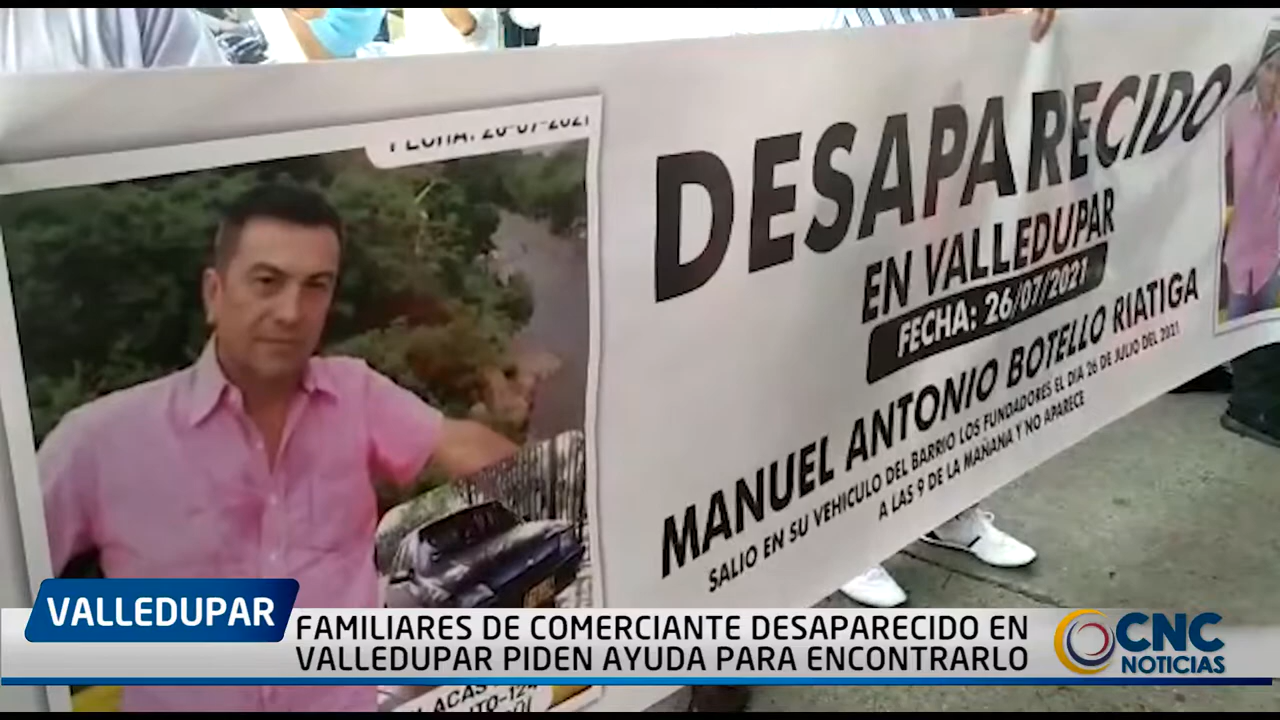 FECHA: 26-07-2021
DESAPARECIDO
EN VALLEDUPAR
FECHA: 26/07/2021
MANUEL ANTONIO BOTELLO RIATIGA
SALIO EN SU VEHICULO DEL BARRIO LOS FUNDADORES EL DIA 26 DE JULIO DEL 2021
A LAS 9 DE LA MAÑANA Y NO APARECE
VALLEDUPAR
FAMILIARES DE COMERCIANTE DESAPARECIDO EN
VALLEDUPAR PIDEN AYUDA PARA ENCONTRARLO
CNC
NOTICIAS